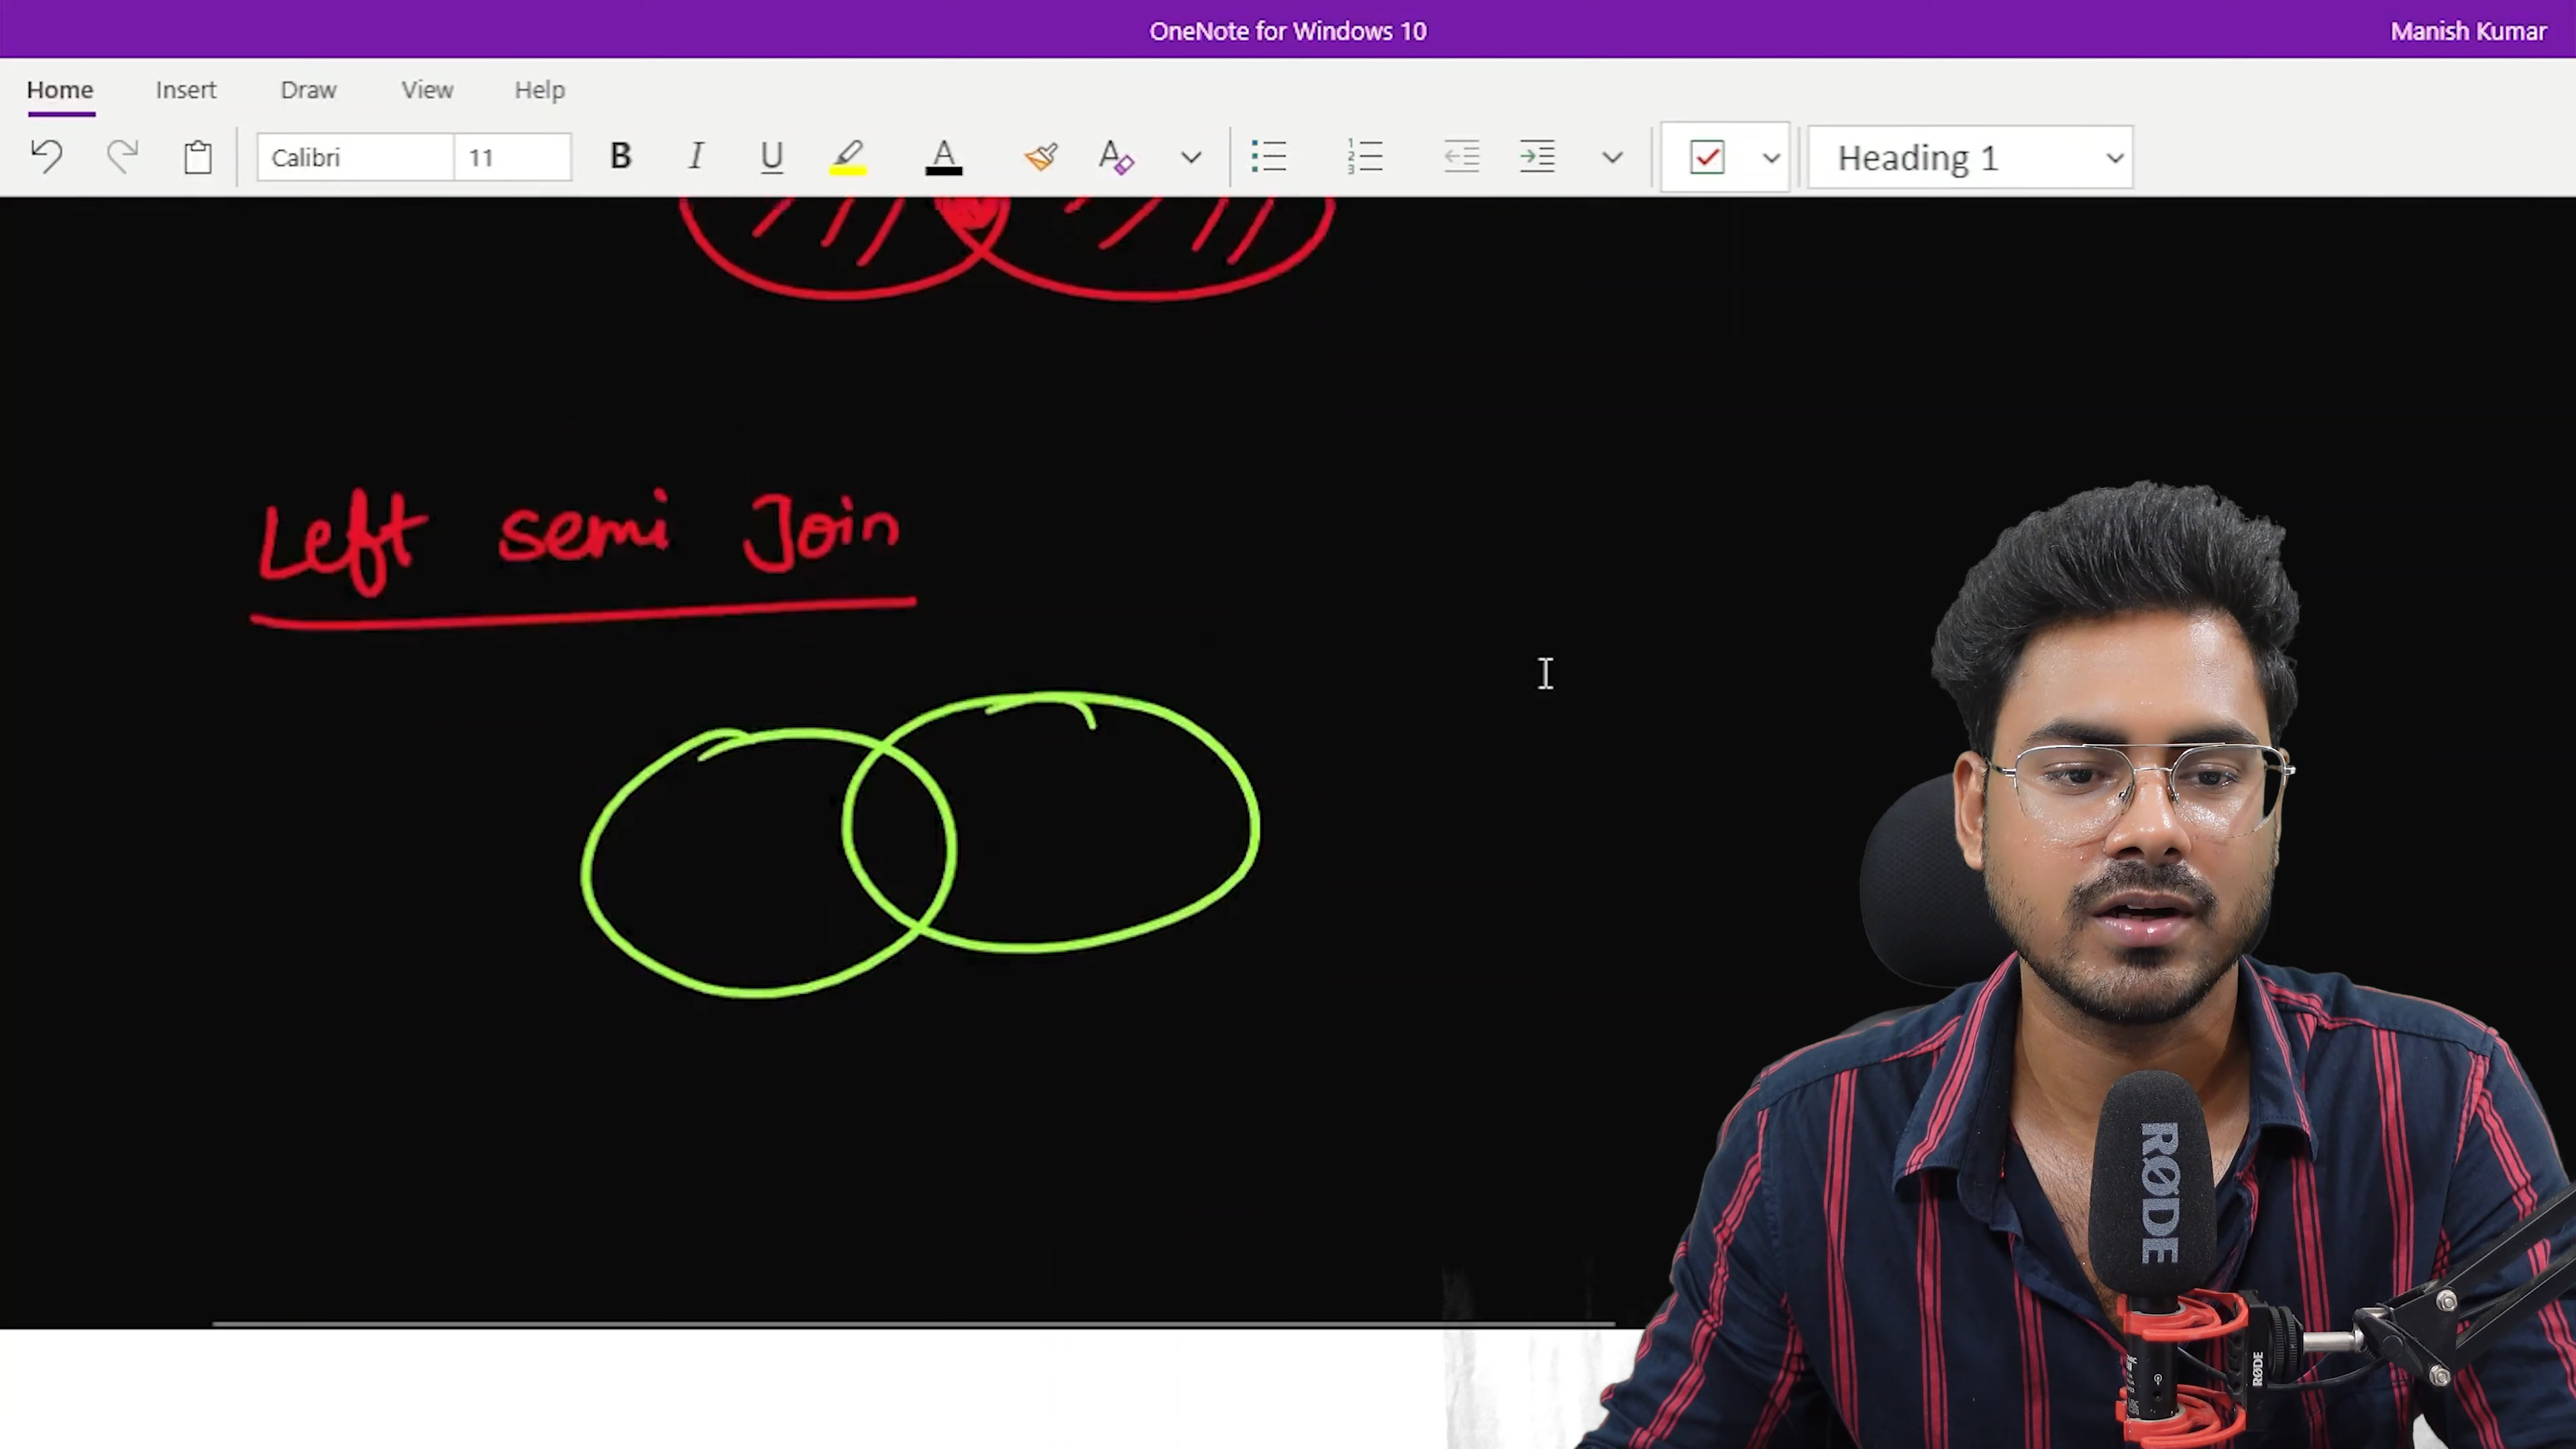 OneNote for Windows 10
Manish Kumar
Home Insert Draw View Help
Calibri 11 B I U A A Heading 1
Left semi Join
RØDE
RØDE